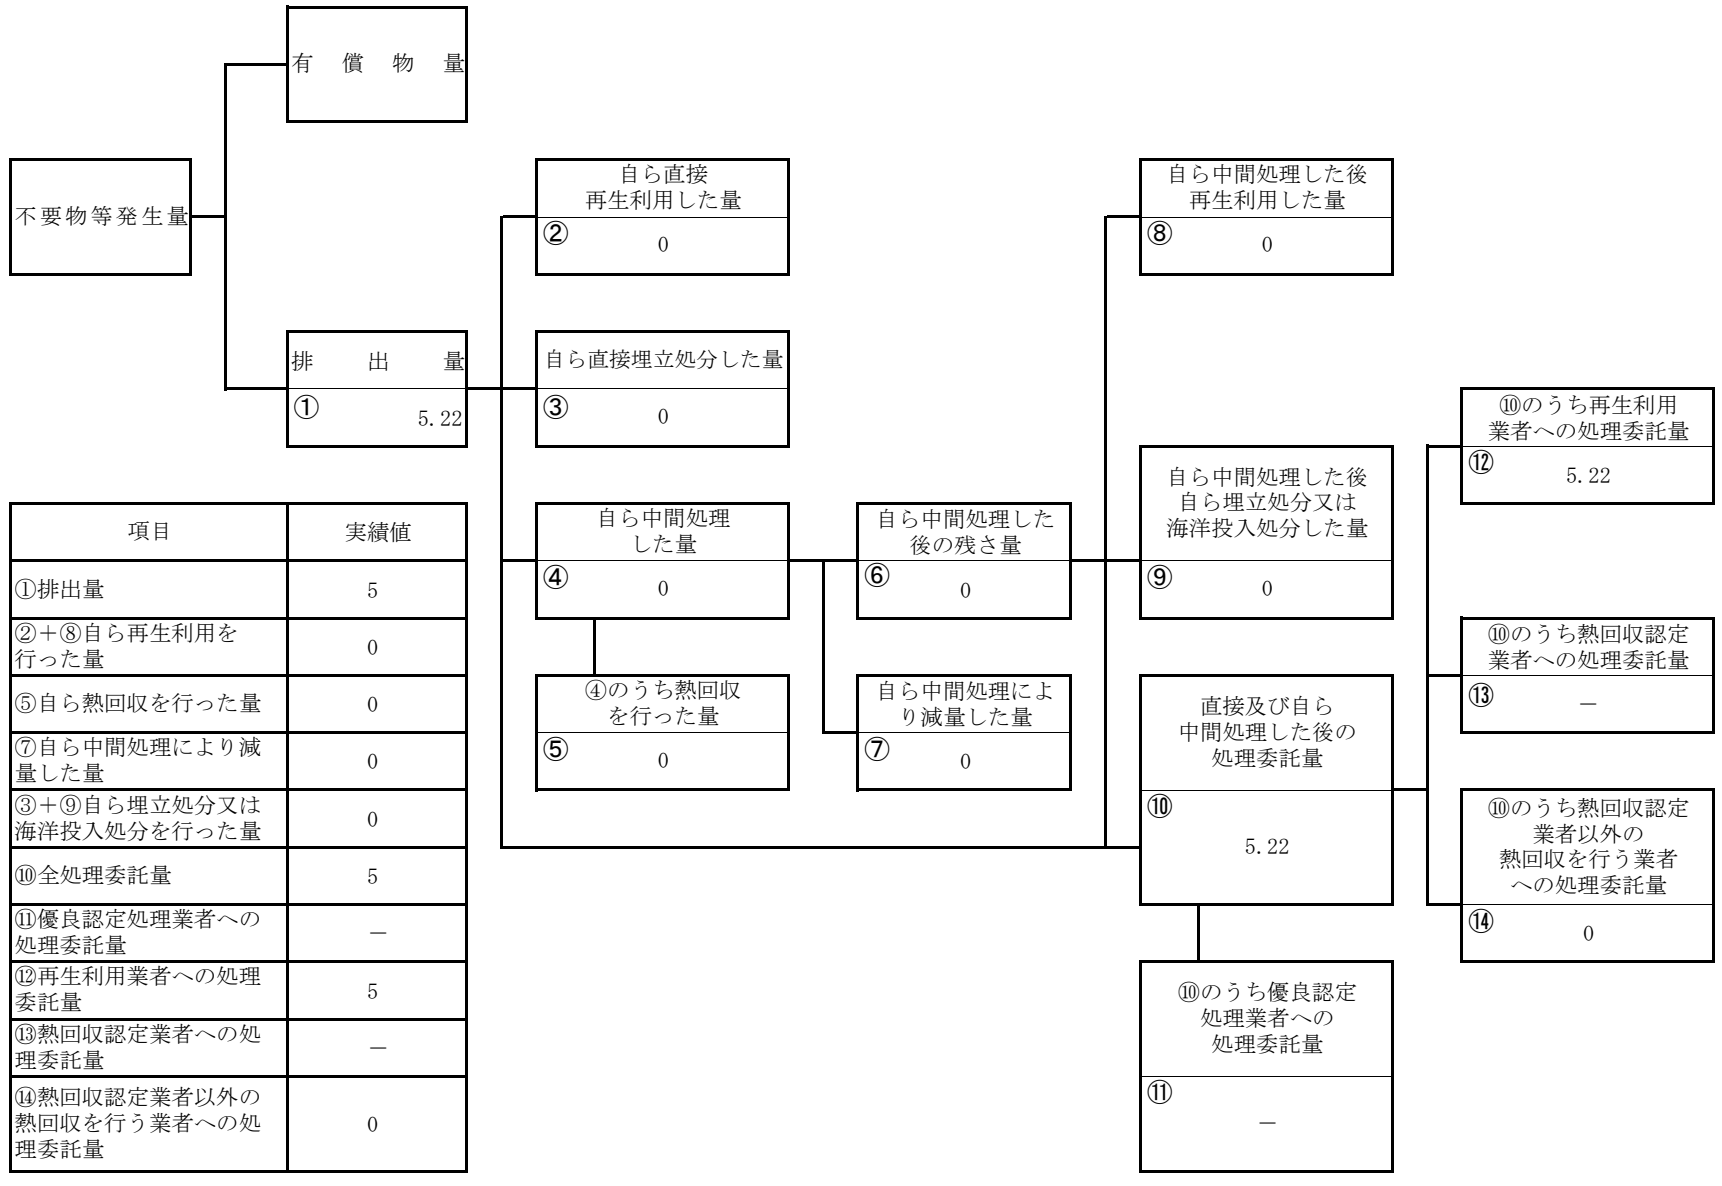 有償物量
不要物等発生量
排出量
①
5.22
自ら直接
再生利用した量
②
0
自ら直接埋立処分した量
③
0
自ら中間処理
した量
④
0
④のうち熱回収
を行った量
⑤
0
自ら中間処理した
後の残さ量
⑥
0
自ら中間処理によ
り減量した量
⑦
0
自ら中間処理した後
再生利用した量
⑧
0
自ら中間処理した後
自ら埋立処分又は
海洋投入処分した量
⑨
0
直接及び自ら
中間処理した後の
処理委託量
⑩
5.22
⑩のうち優良認定
処理業者への
処理委託量
⑪
－
⑩のうち再生利用
業者への処理委託量
⑫
5.22
⑩のうち熱回収認定
業者への処理委託量
⑬
－
⑩のうち熱回収認定
業者以外の
熱回収を行う業者
への処理委託量
⑭
0
項目 実績値
①排出量 5
②＋⑧自ら再生利用を
行った量 0
⑤自ら熱回収を行った量 0
⑦自ら中間処理により減
量した量 0
③＋⑨自ら埋立処分又は
海洋投入処分を行った量 0
⑩全処理委託量 5
⑪優良認定処理業者への
処理委託量 －
⑫再生利用業者への処理
委託量 5
⑬熱回収認定業者への処
理委託量 －
⑭熱回収認定業者以外の
熱回収を行う業者への処
理委託量 0